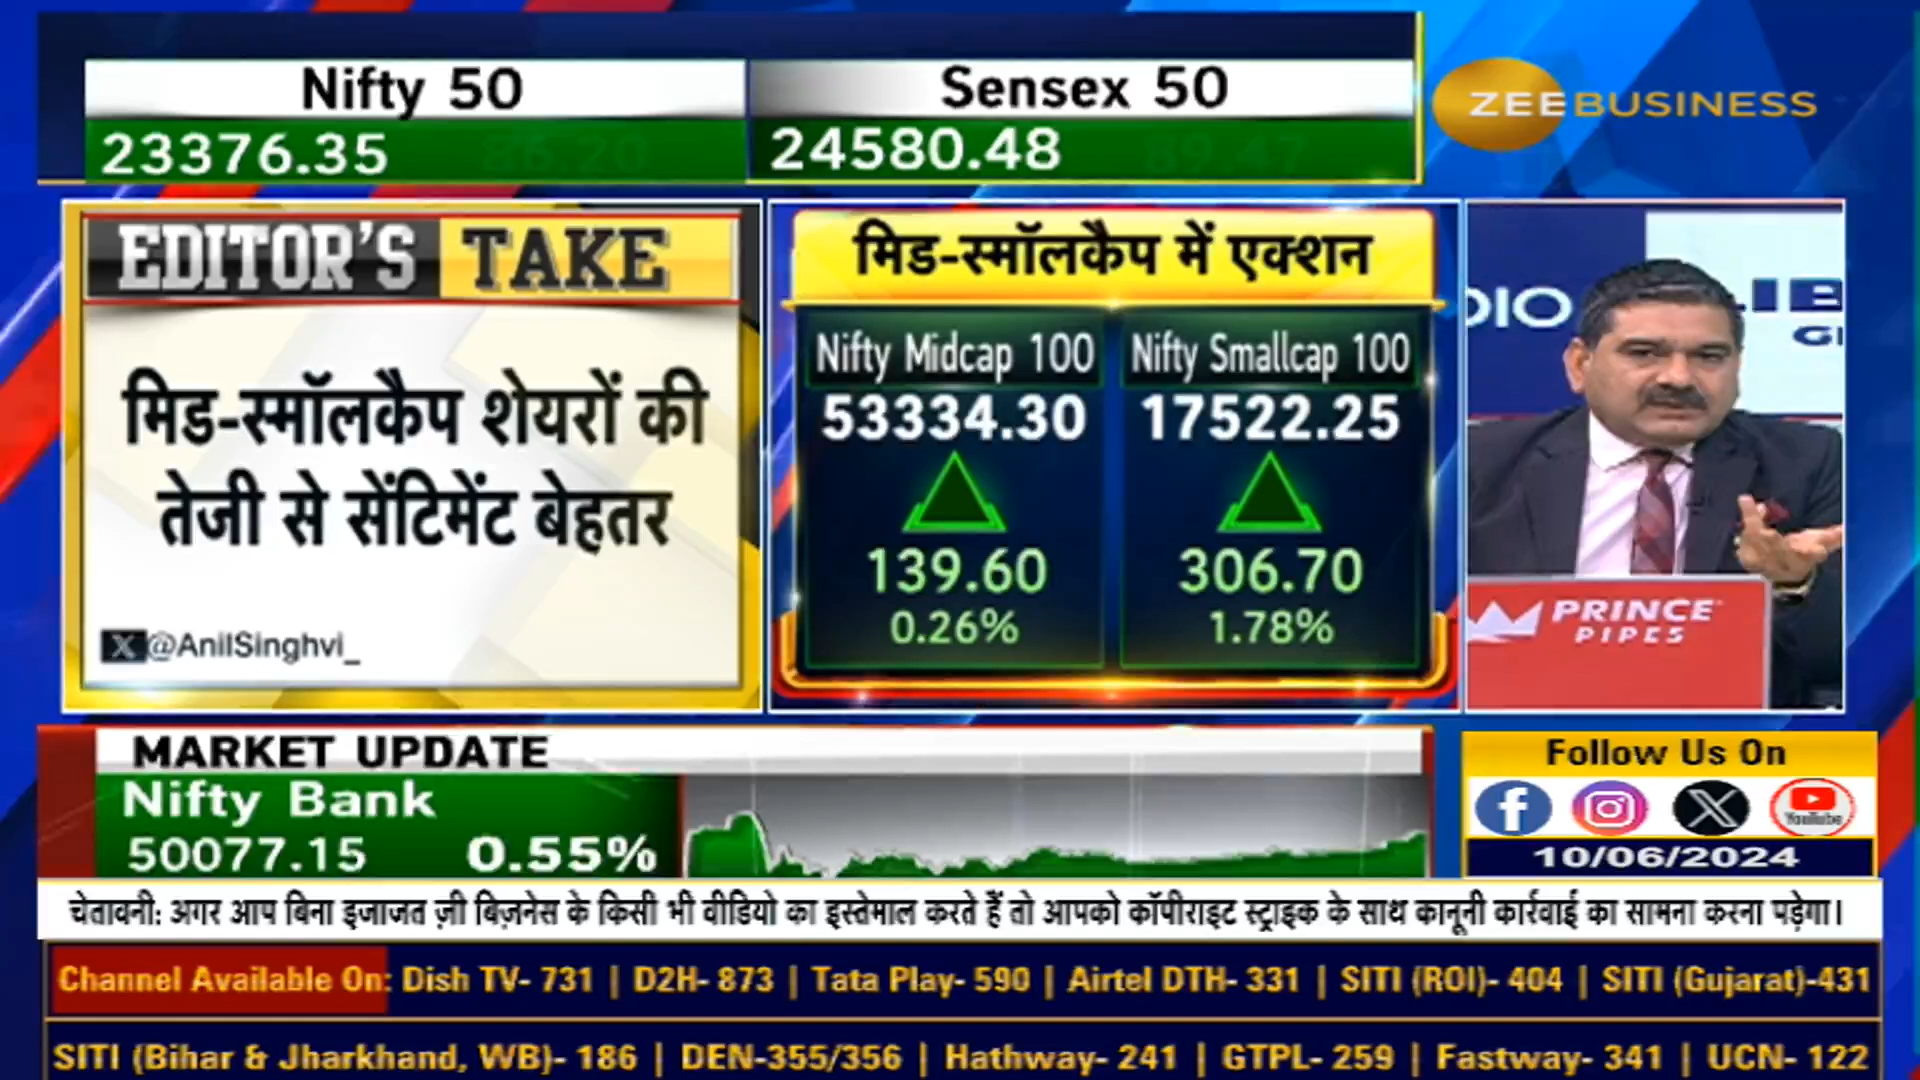 Nifty 50
23376.35 86.20
Sensex 50
24580.48 89.47
ZEEBUSINESS
EDITOR'S TAKE
मिड-स्मॉलकैप शेयरों की
तेजी से सेंटिमेंट बेहतर
X@AnilSinghvi_
मिड-स्मॉलकैप में एक्शन
Nifty Midcap 100
53334.30
139.60
0.26%
Nifty Smallcap 100
17522.25
306.70
1.78%
PRINCE
PIPES
MARKET UPDATE
Nifty Bank
50077.15 0.55%
Follow Us On
YouTube
10/06/2024
चेतावनी: अगर आप बिना इजाजत ज़ी बिज़नेस के किसी भी वीडियो का इस्तेमाल करते हैं तो आपको कॉपीराइट स्ट्राइक के साथ कानूनी कार्रवाई का सामना करना पड़ेगा।
Channel Available On: Dish TV- 731 | D2H- 873 | Tata Play- 590 | Airtel DTH- 331 | SITI (ROI)- 404 | SITI (Gujarat)-431
SITI (Bihar & Jharkhand, WB)- 186 | DEN-355/356 | Hathway- 241 | GTPL- 259 | Fastway- 341 | UCN- 122